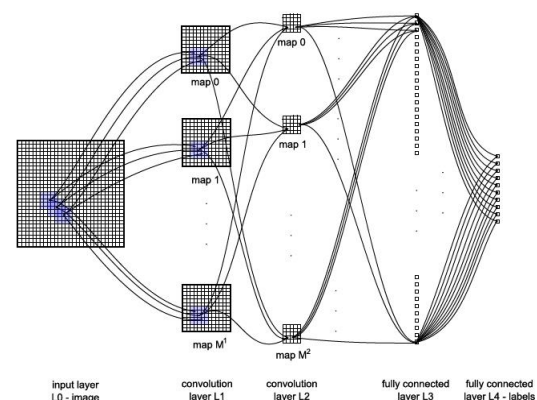 map 0
map 0
map 1
map 1
map M¹
map M²
input layer
L0 - image
convolution
layer L1
convolution
layer L2
fully connected
layer L3
fully connected
layer L4 - labels